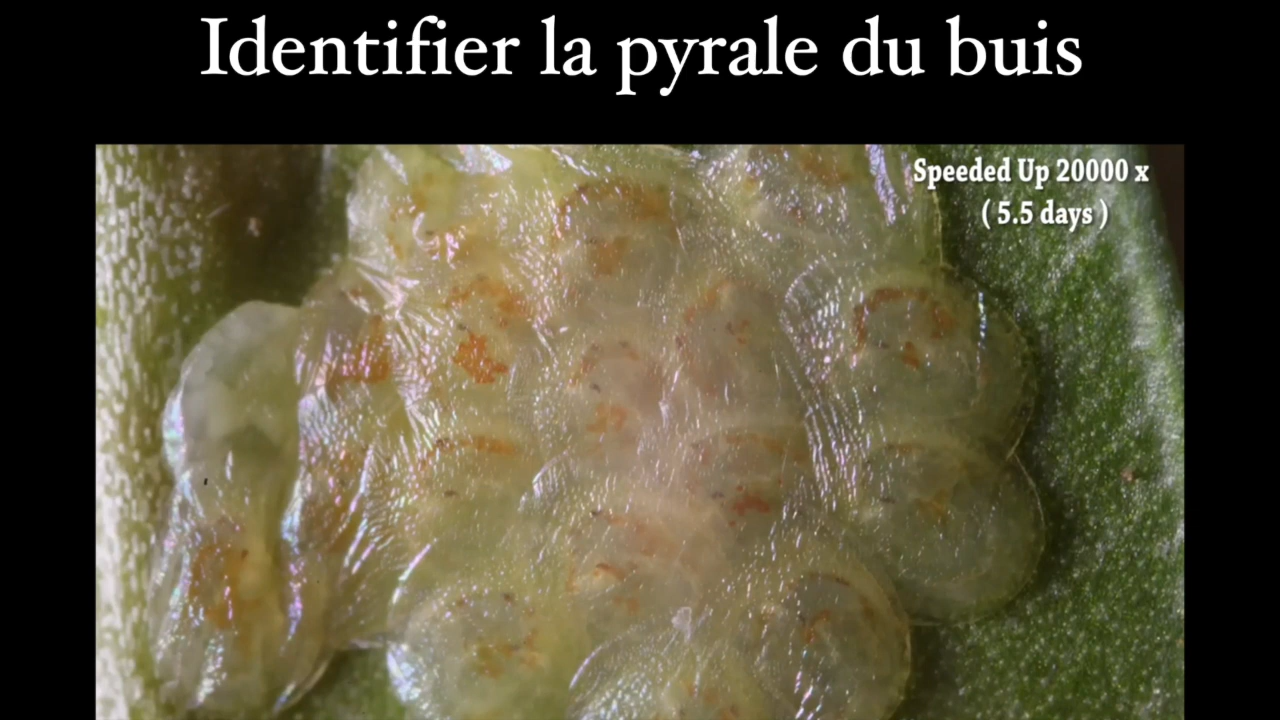 Identifier la pyrale du buis
Speeded Up 20000 x
( 5.5 days )